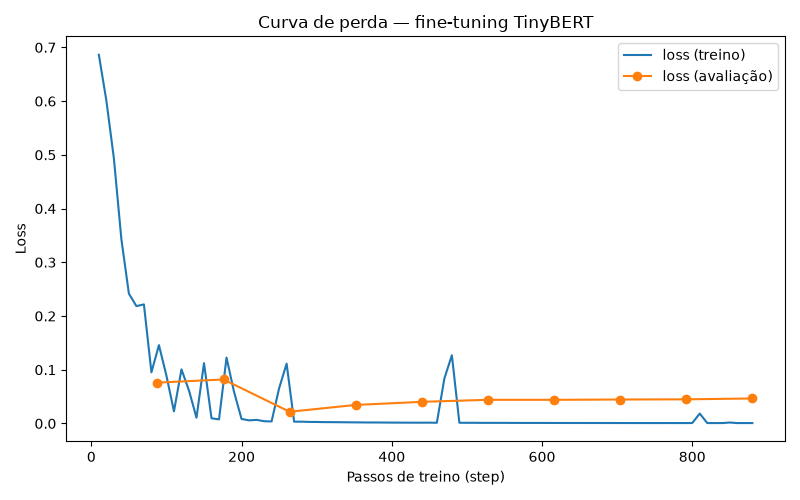 Curva de perda — fine-tuning TinyBERT
loss (treino)
loss (avaliação)
0.7
0.6
0.5
0.4
0.3
0.2
0.1
0.0
Loss
0 200 400 600 800
Passos de treino (step)